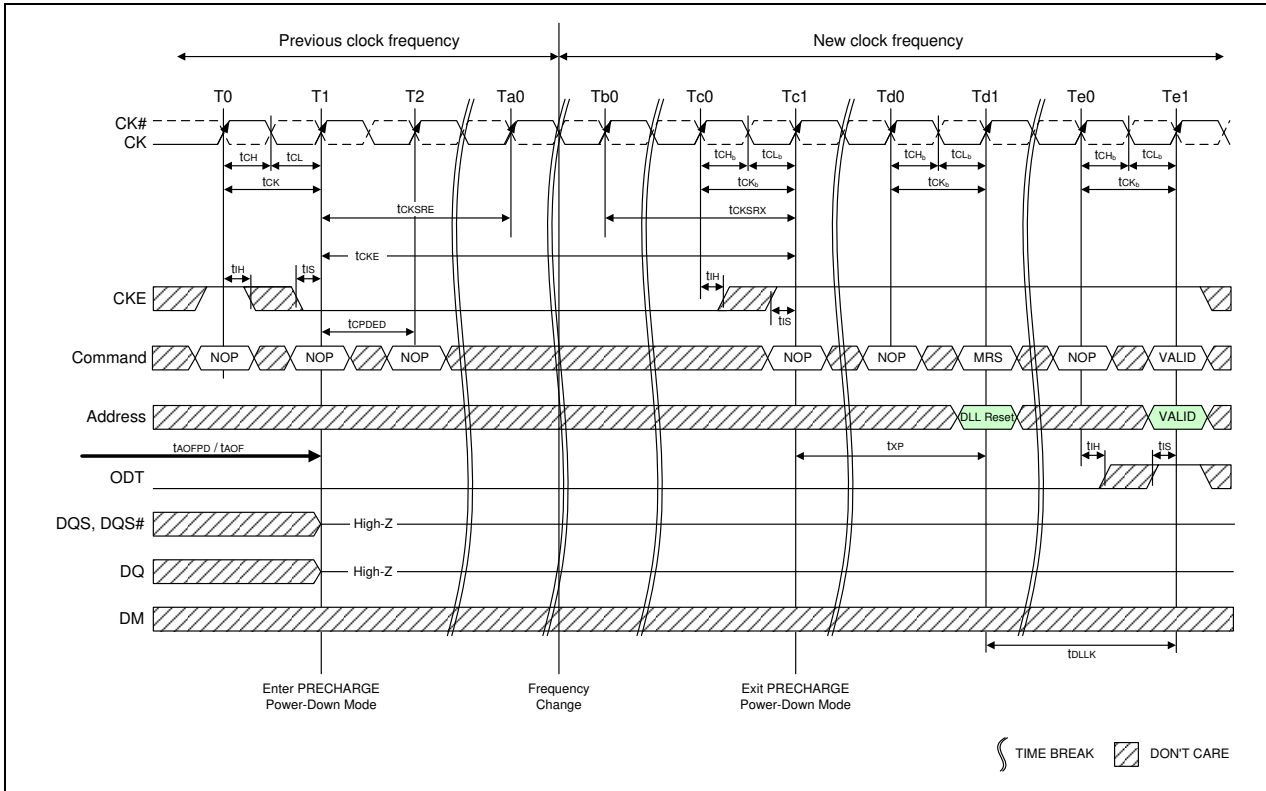 Previous clock frequency New clock frequency
T0 T1 T2 Ta0 Tb0 Tc0 Tc1 Td0 Td1 Te0 Te1
CK#
CK
tCH tCL tCHb tCLb tCHb tCLb tCHb tCLb
tCK tCKb tCKb tCKb
tCKSRE tCKSRX
tCKE
tIH tIS tIH
CKE
tIS
tCPDED
Command NOP NOP NOP NOP NOP MRS NOP VALID
Address DLL Reset VALID
tAOFPD / tAOF tXP tIH tIS
ODT
DQS, DQS# High-Z
DQ High-Z
DM
tDLLK
Enter PRECHARGE
Power-Down Mode
Frequency
Change
Exit PRECHARGE
Power-Down Mode
TIME BREAK DON'T CARE